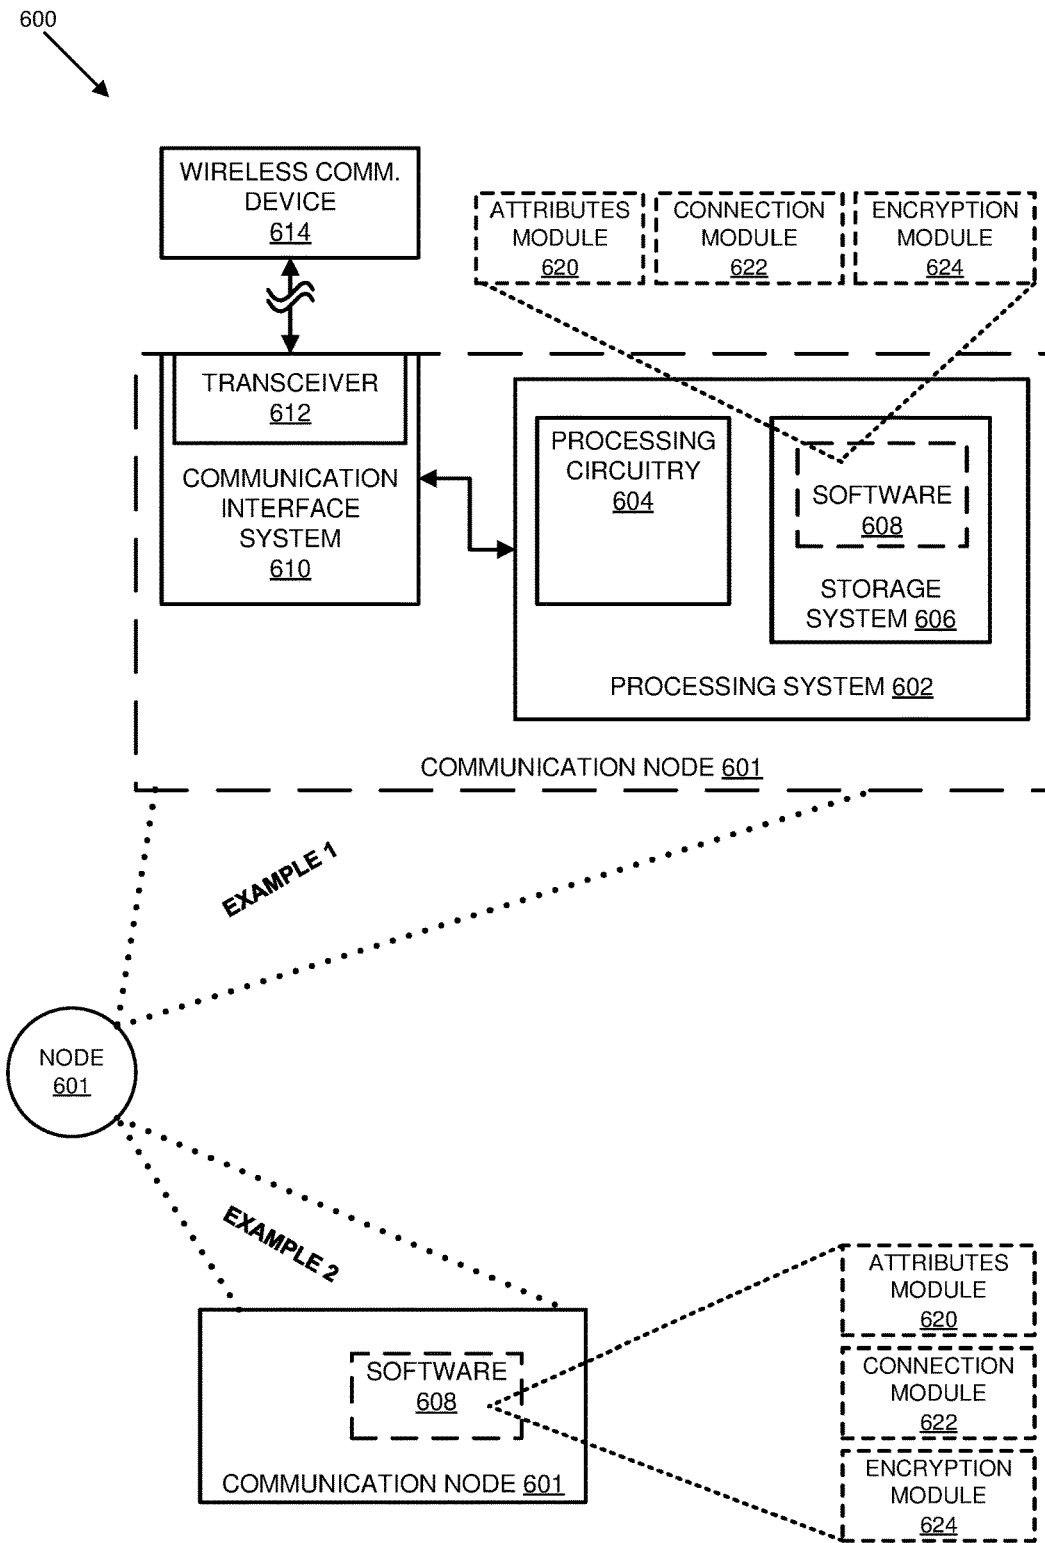 600
WIRELESS COMM.
DEVICE
614
ATTRIBUTES
MODULE
620
CONNECTION
MODULE
622
ENCRYPTION
MODULE
624
TRANSCEIVER
612
COMMUNICATION
INTERFACE
SYSTEM
610
PROCESSING
CIRCUITRY
604
SOFTWARE
608
STORAGE
SYSTEM 606
PROCESSING SYSTEM 602
COMMUNICATION NODE 601
EXAMPLE 1
NODE
601
EXAMPLE 2
SOFTWARE
608
COMMUNICATION NODE 601
ATTRIBUTES
MODULE
620
CONNECTION
MODULE
622
ENCRYPTION
MODULE
624